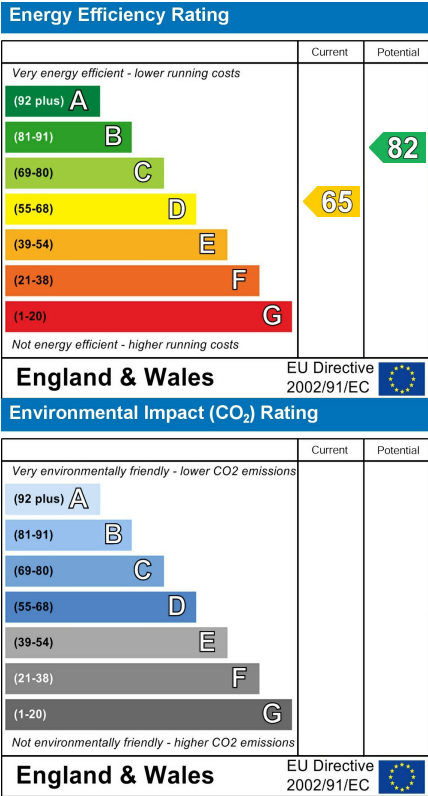 Energy Efficiency Rating
Current Potential
Very energy efficient - lower running costs
(92 plus) A
(81-91) B
82
(69-80) C
(55-68) D
65
(39-54) E
(21-38) F
(1-20) G
Not energy efficient - higher running costs
England & Wales
EU Directive
2002/91/EC
Environmental Impact (CO₂) Rating
Current Potential
Very environmentally friendly - lower CO2 emissions
(92 plus) A
(81-91) B
(69-80) C
(55-68) D
(39-54) E
(21-38) F
(1-20) G
Not environmentally friendly - higher CO2 emissions
England & Wales
EU Directive
2002/91/EC